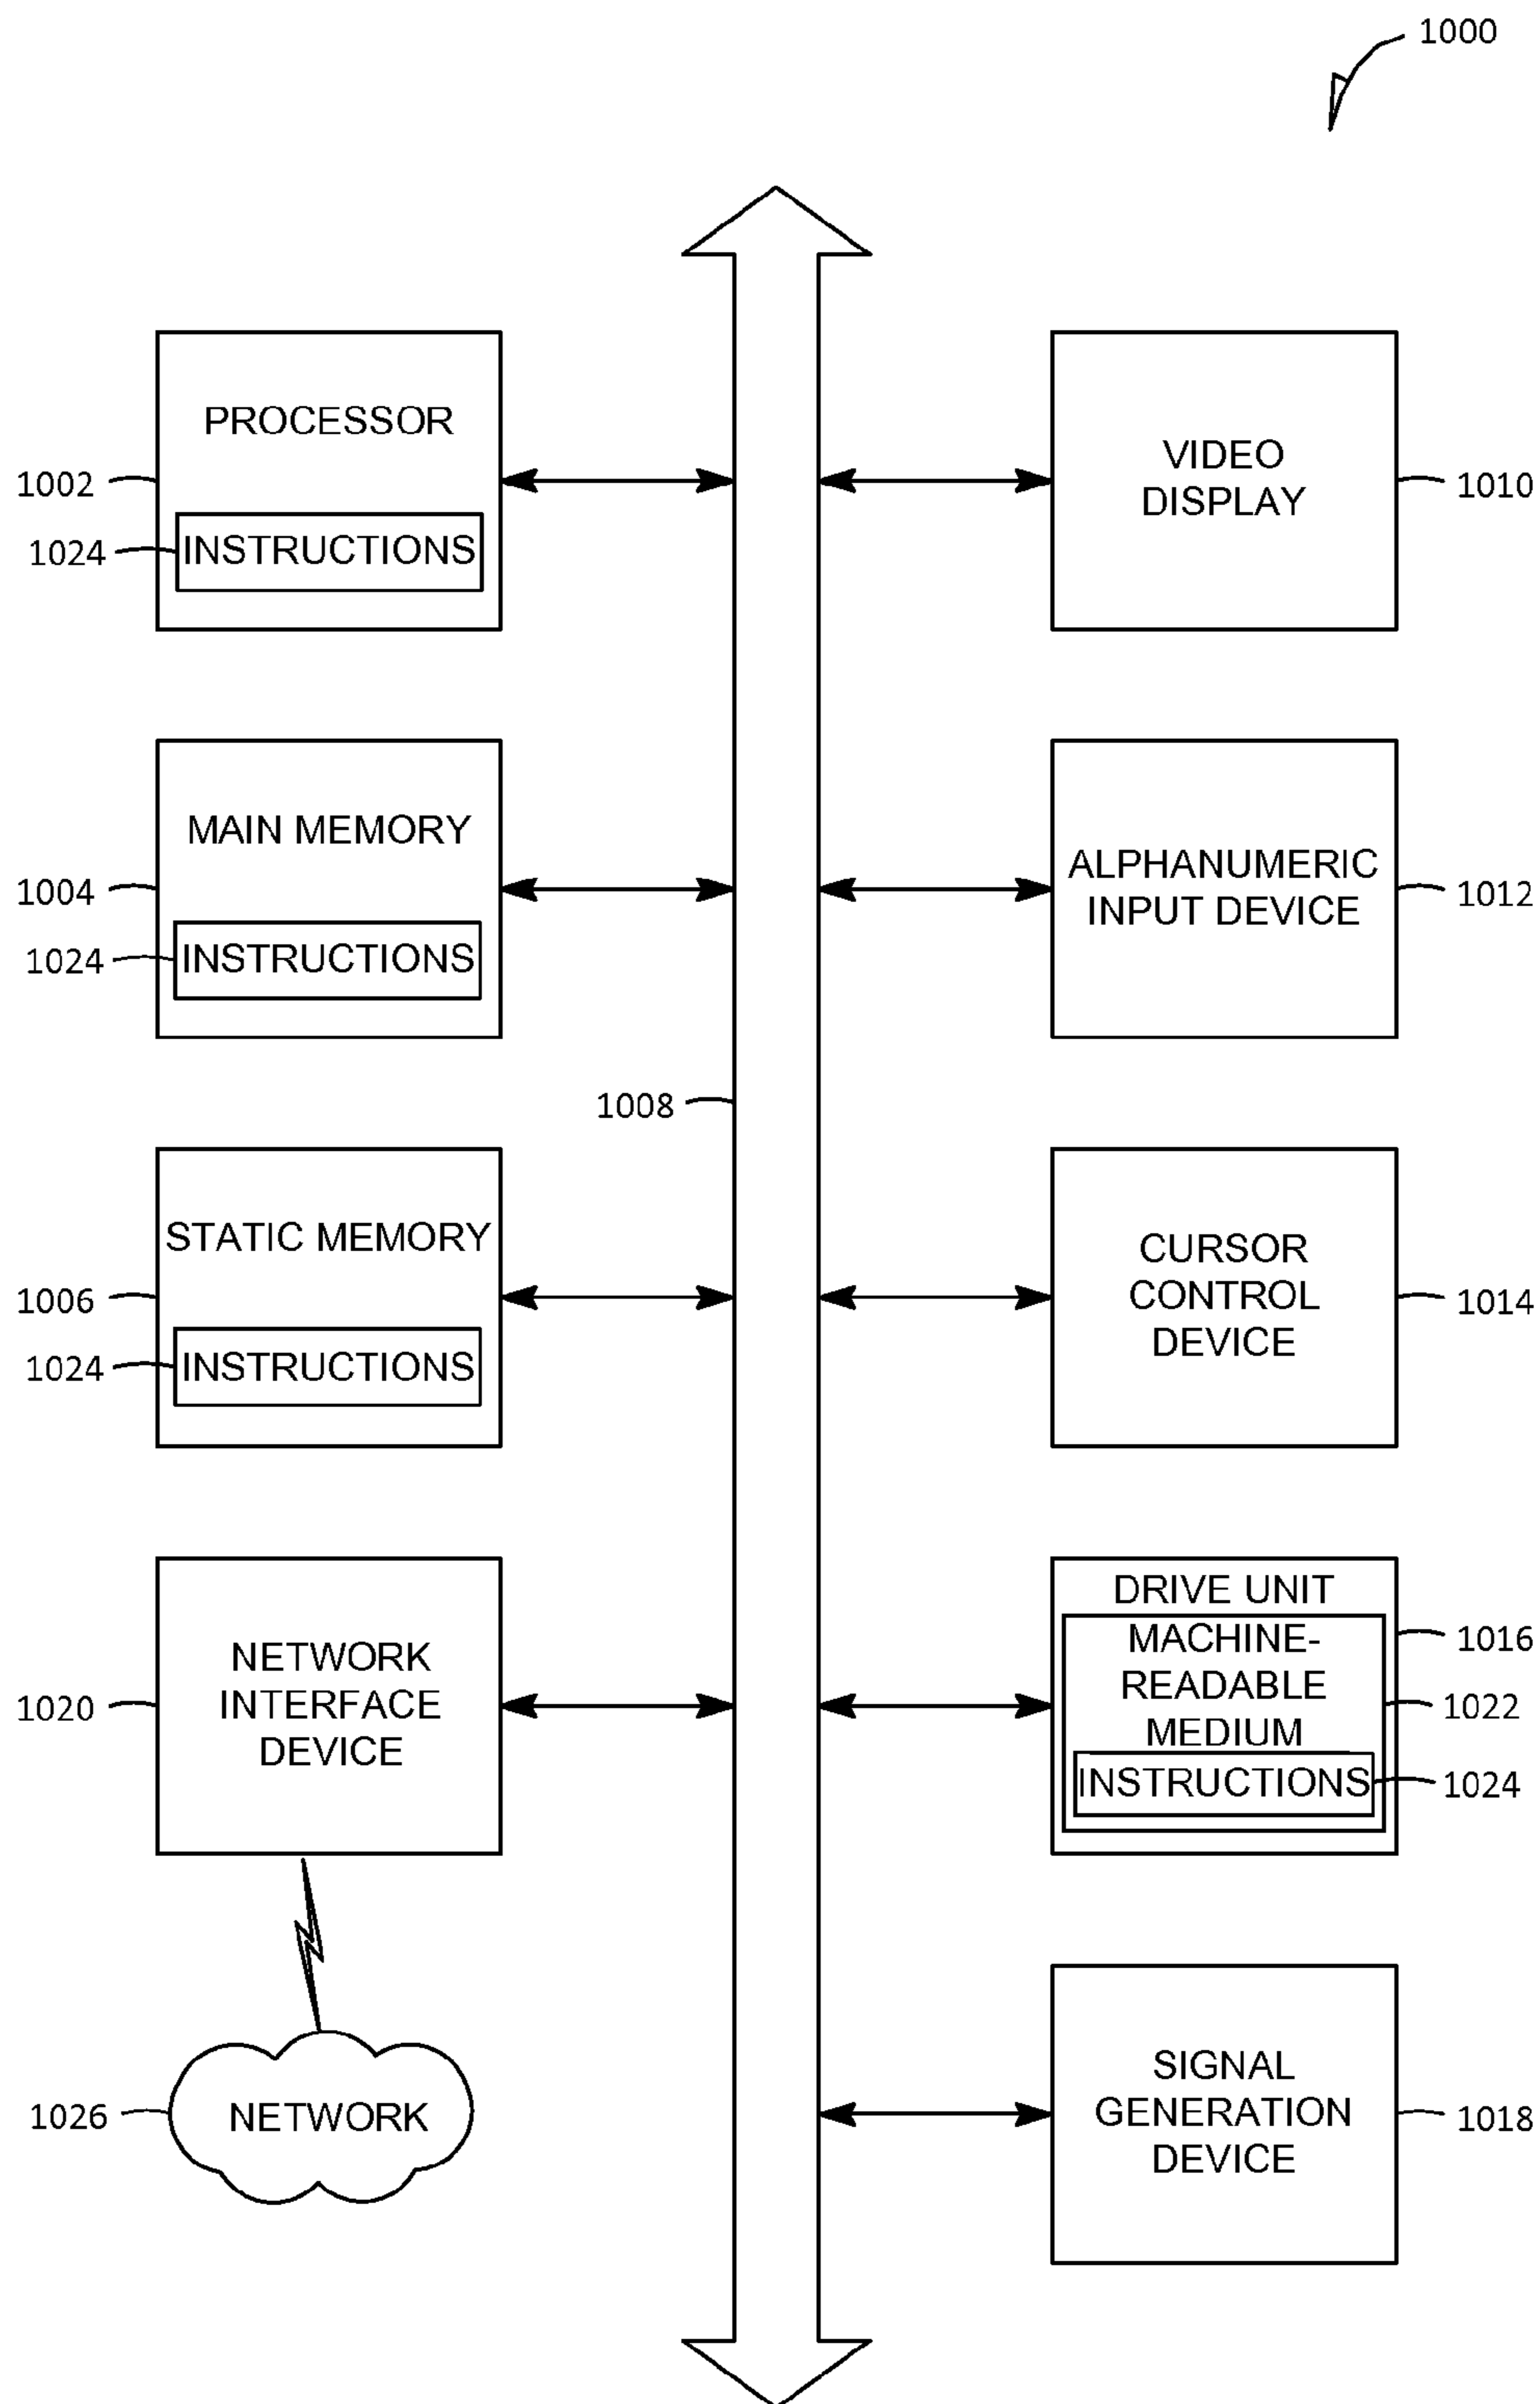 1000
PROCESSOR
1002
1024
INSTRUCTIONS
MAIN MEMORY
1004
1024
INSTRUCTIONS
1008
STATIC MEMORY
1006
1024
INSTRUCTIONS
NETWORK
INTERFACE
DEVICE
1020
1026
NETWORK
VIDEO
DISPLAY
1010
ALPHANUMERIC
INPUT DEVICE
1012
CURSOR
CONTROL
DEVICE
1014
DRIVE UNIT
1016
MACHINE-
READABLE
MEDIUM
1022
INSTRUCTIONS
1024
SIGNAL
GENERATION
DEVICE
1018